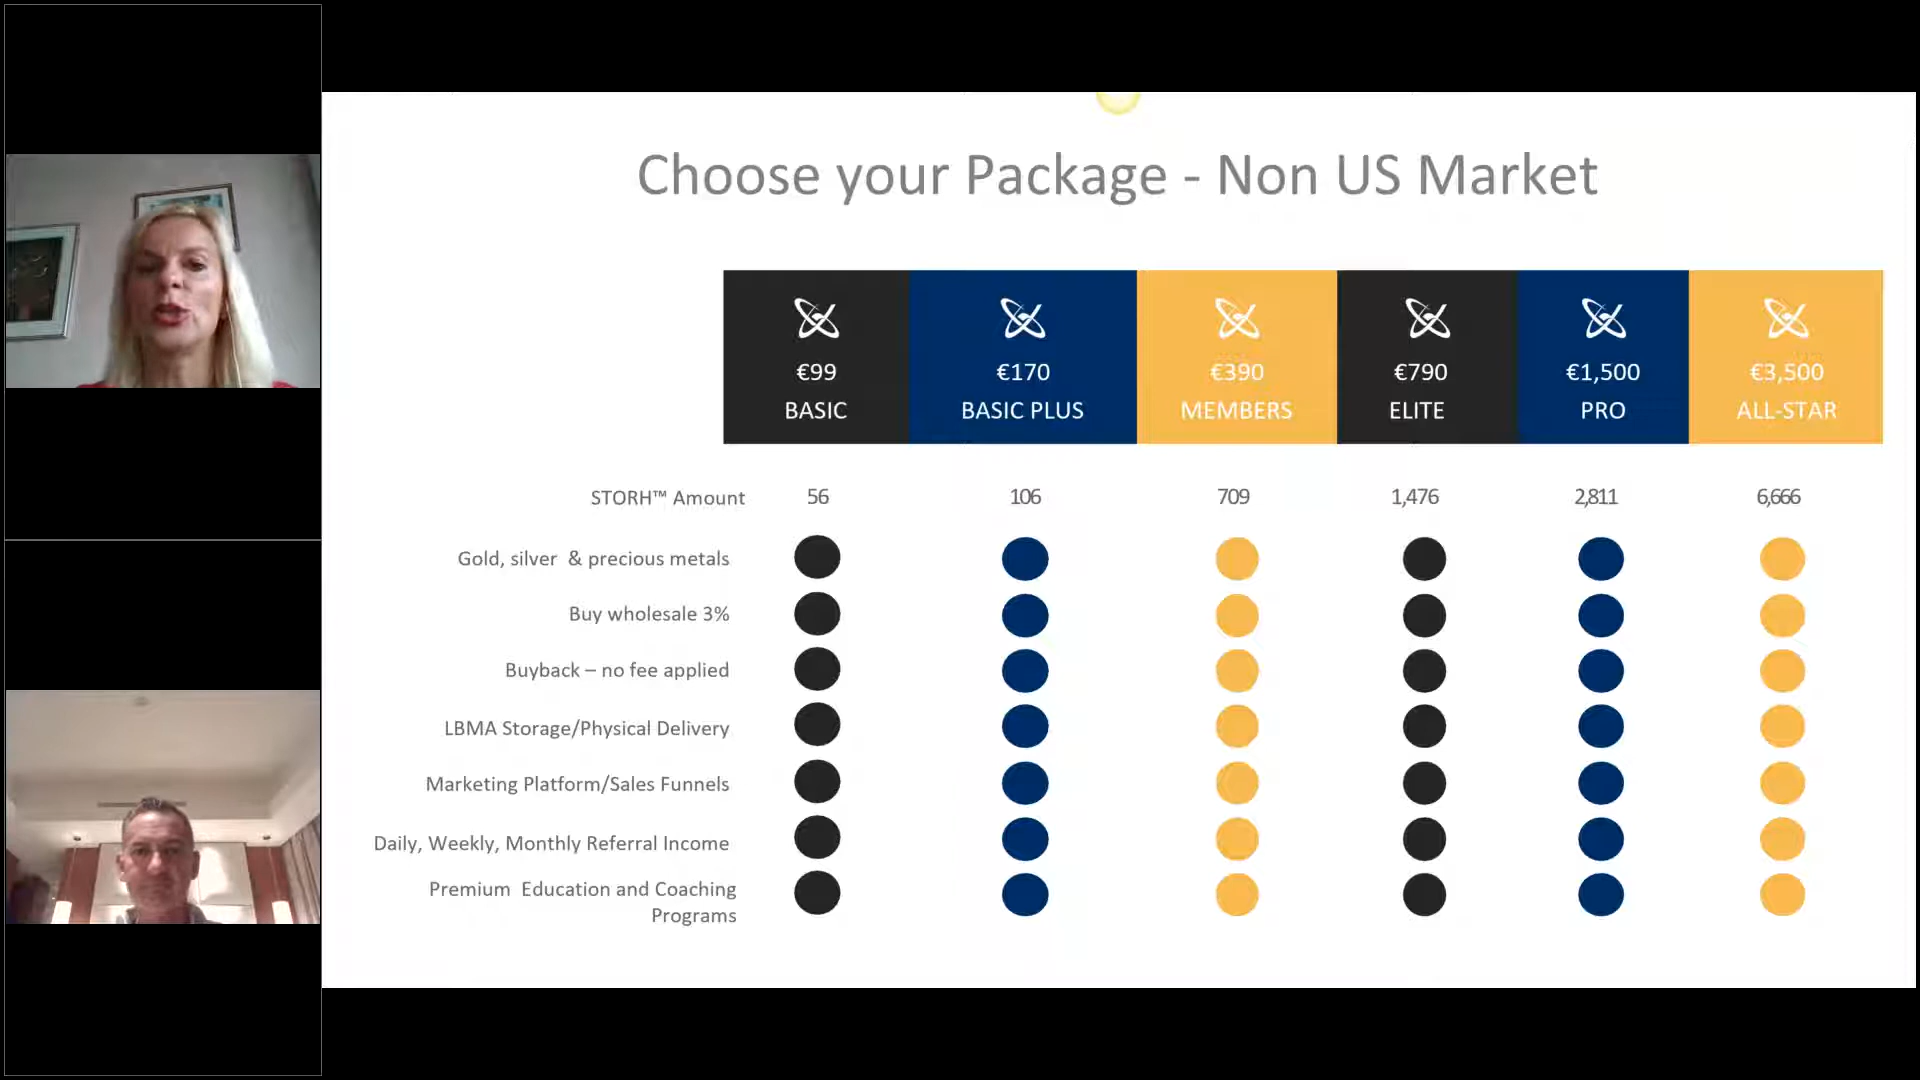 Choose your Package - Non US Market
€99 €170 €390 €790 €1,500 €3,500
BASIC BASIC PLUS MEMBERS ELITE PRO ALL-STAR
STORH™ Amount 56 106 709 1,476 2,811 6,666
Gold, silver & precious metals
Buy wholesale 3%
Buyback – no fee applied
LBMA Storage/Physical Delivery
Marketing Platform/Sales Funnels
Daily, Weekly, Monthly Referral Income
Premium Education and Coaching
Programs